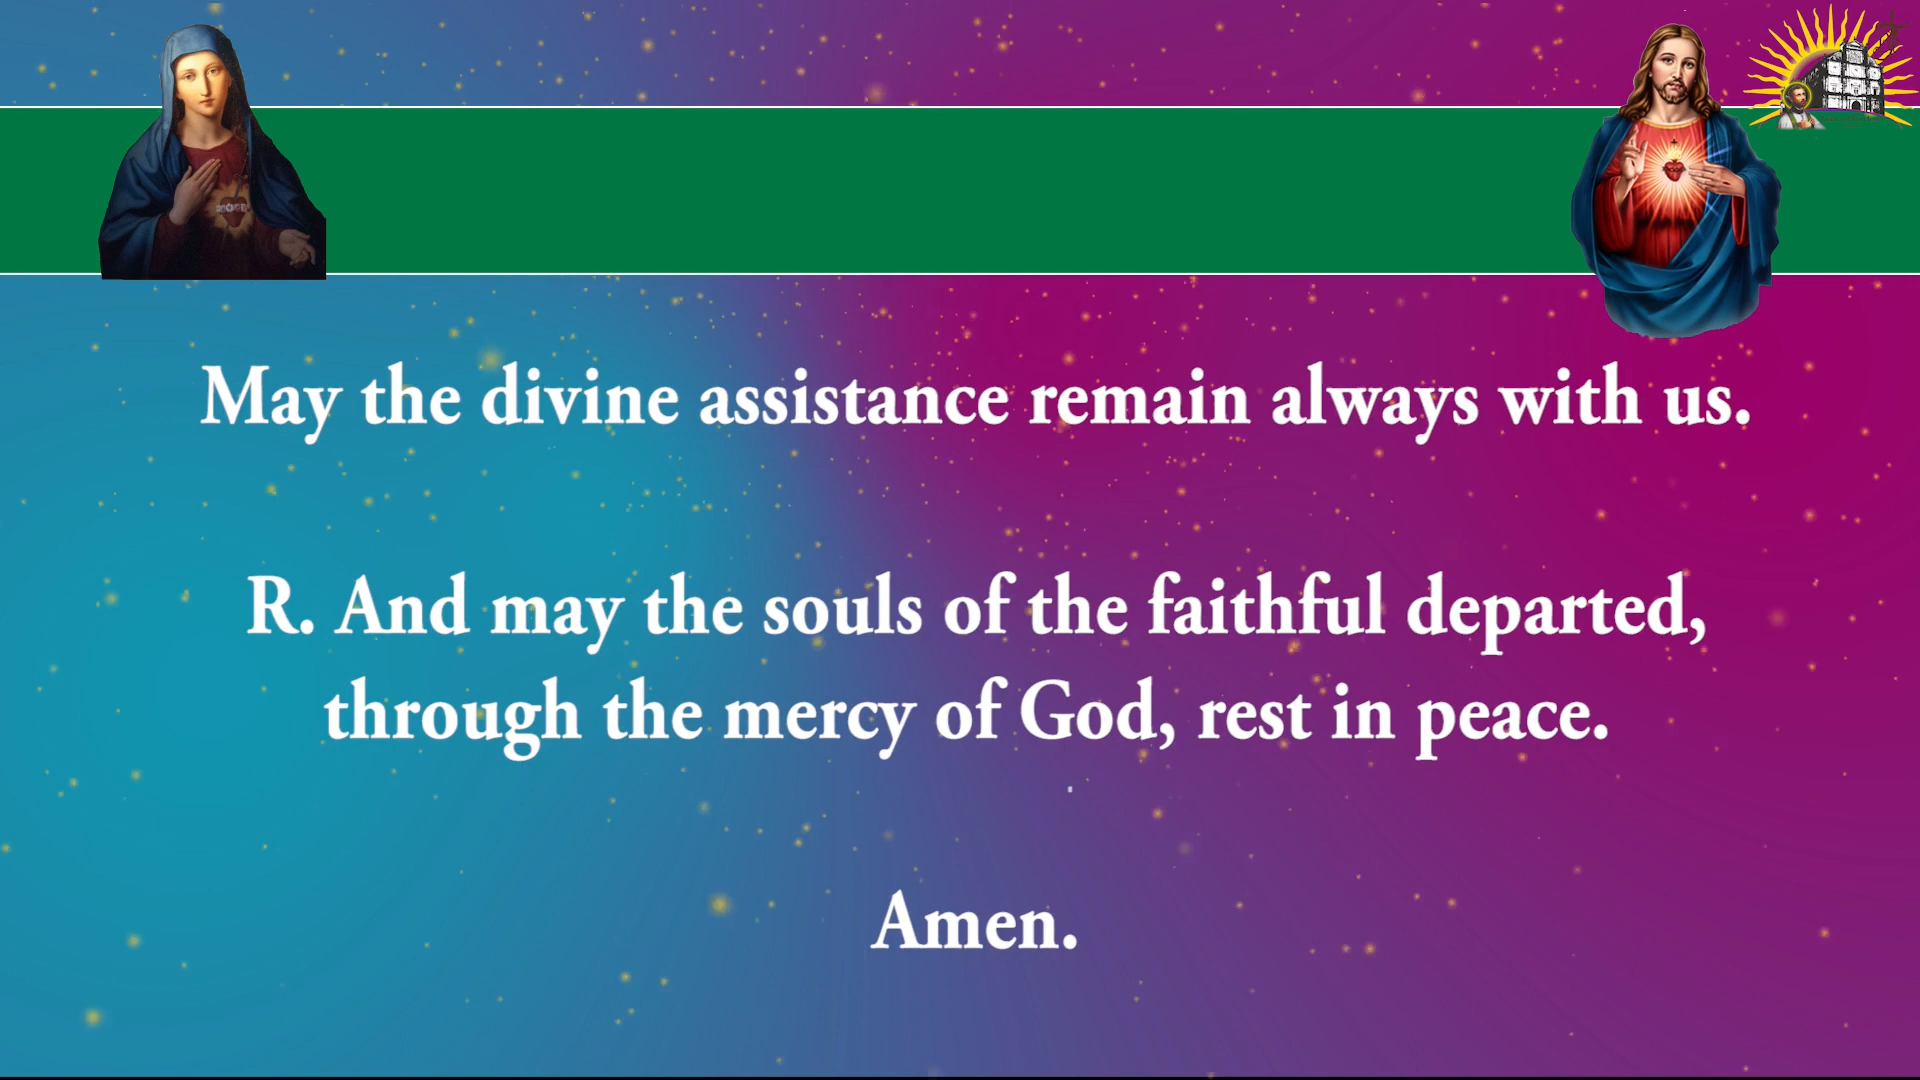 May the divine assistance remain always with us.
R. And may the souls of the faithful departed,
through the mercy of God, rest in peace.
Amen.